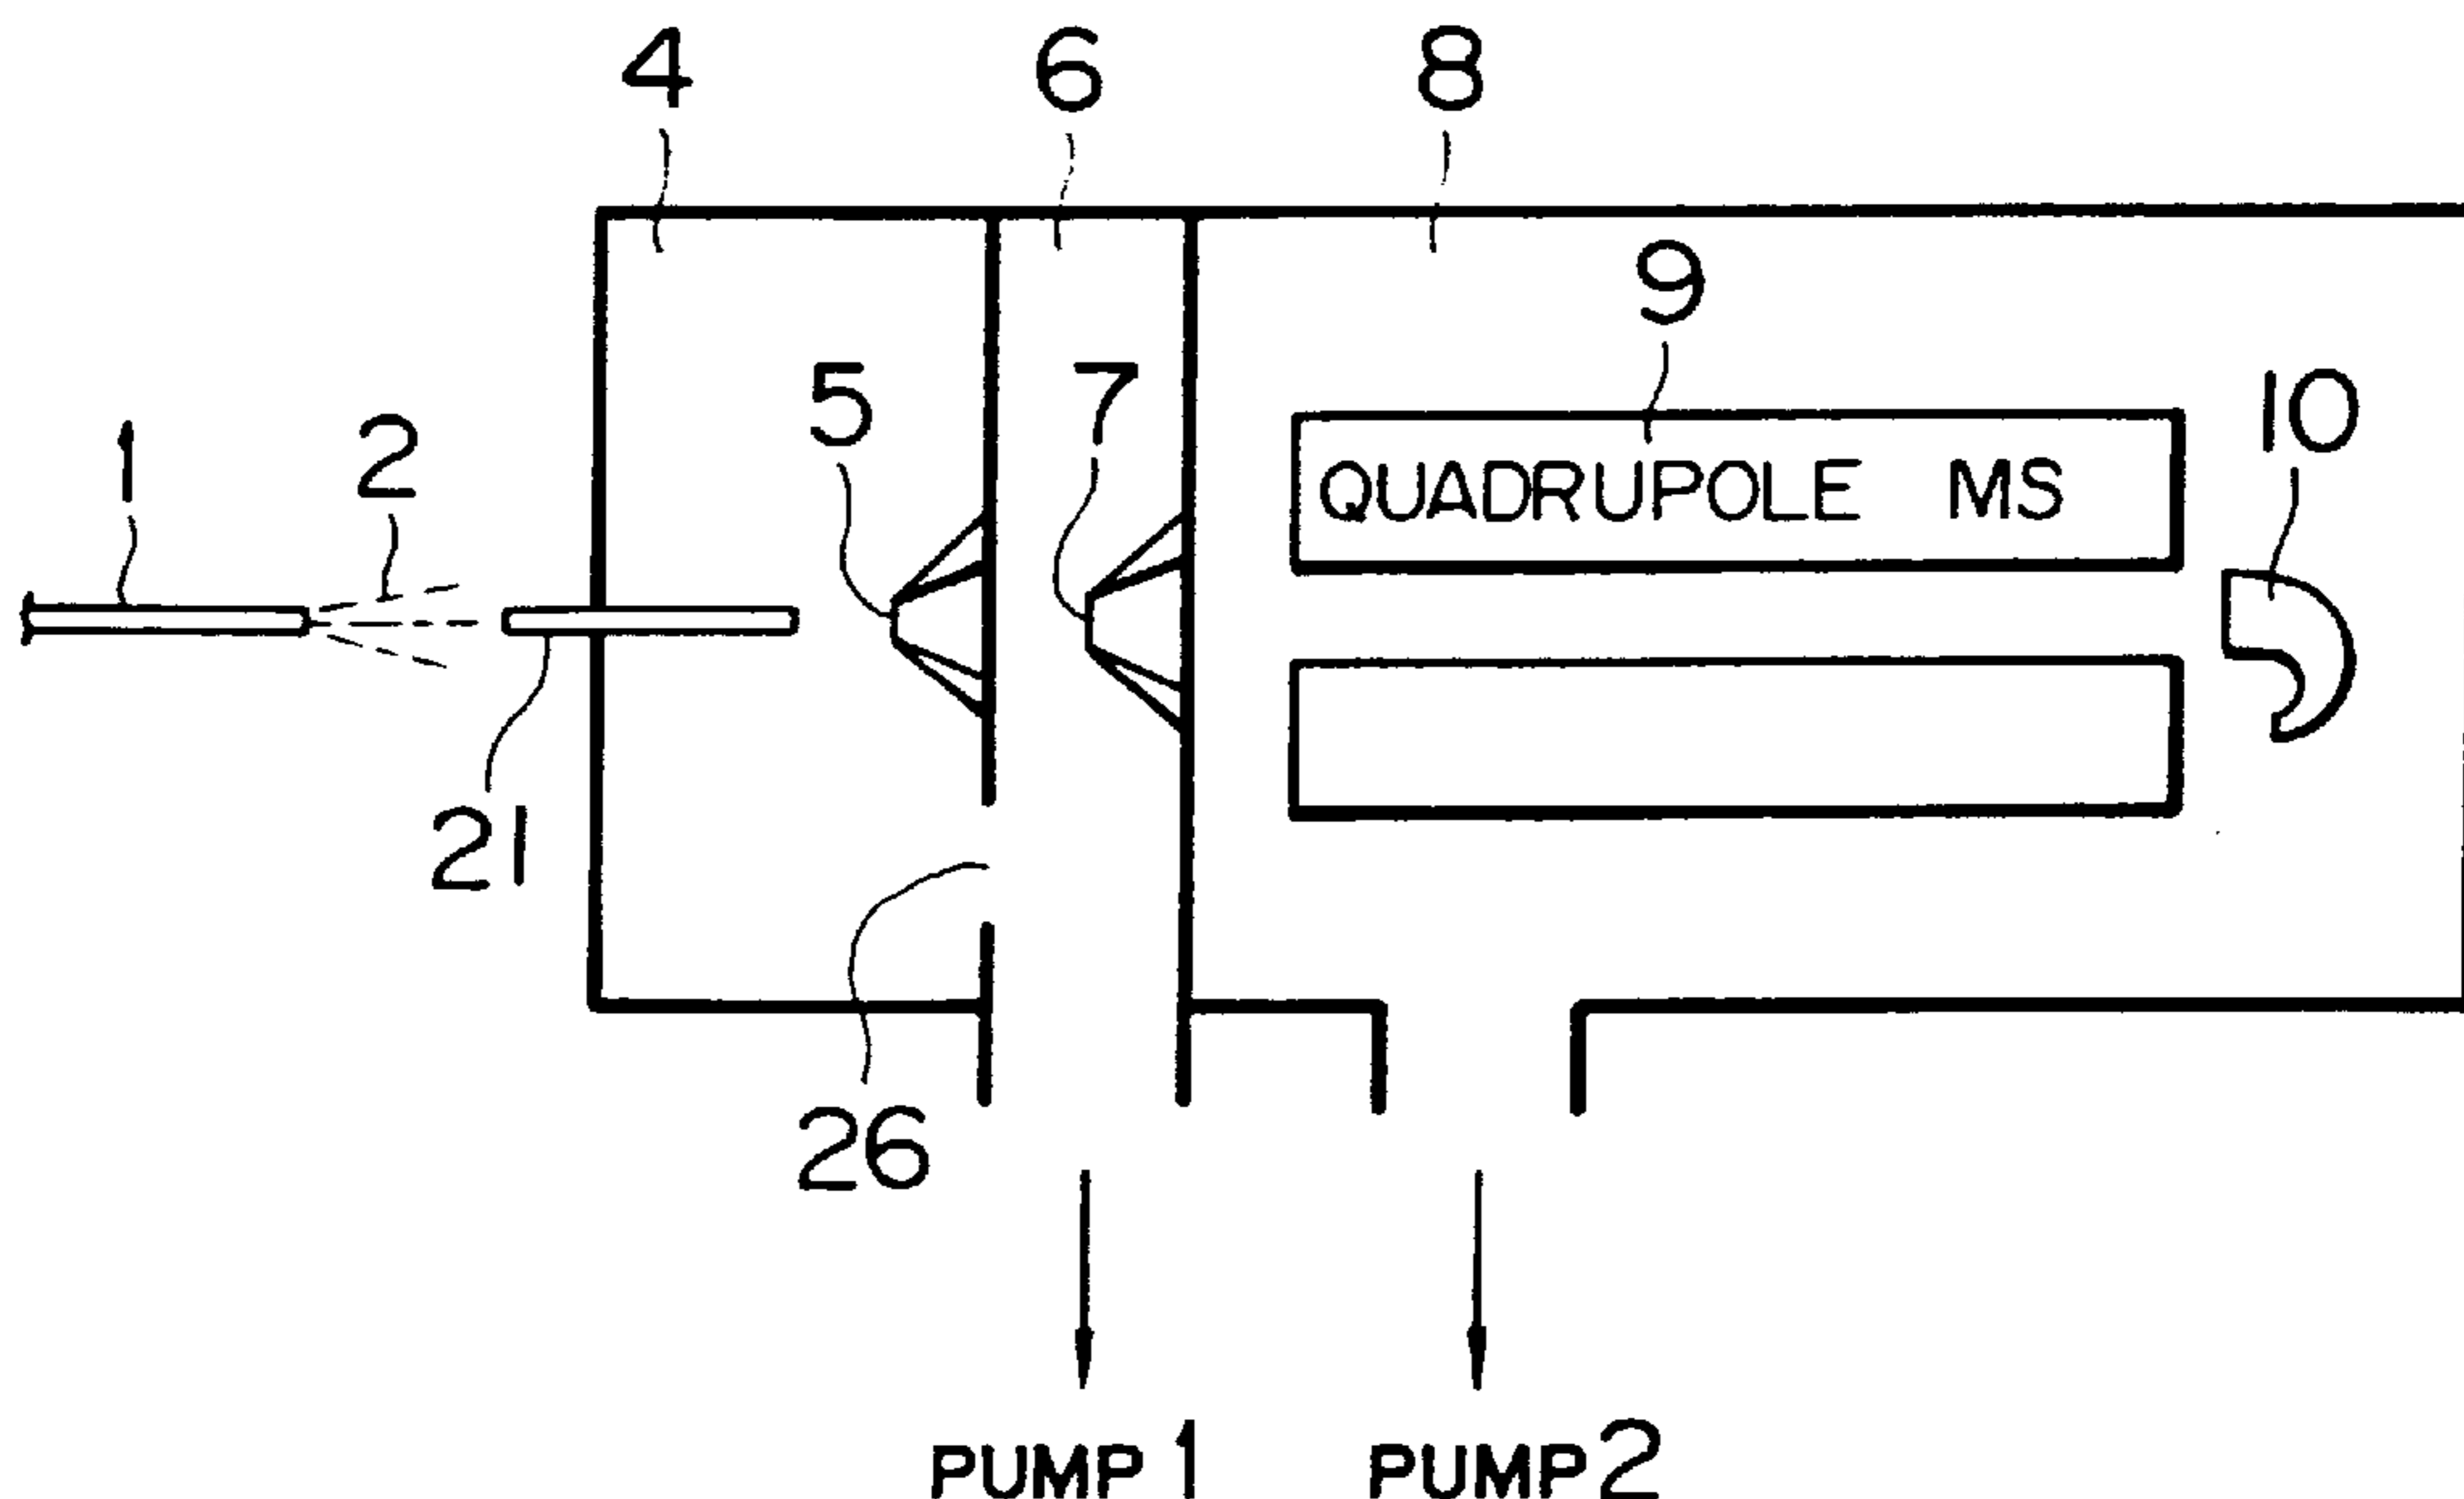 4 6 8
9
5 7 10
1 2
QUADRUPOLE MS
21
26
PUMP 1 PUMP 2